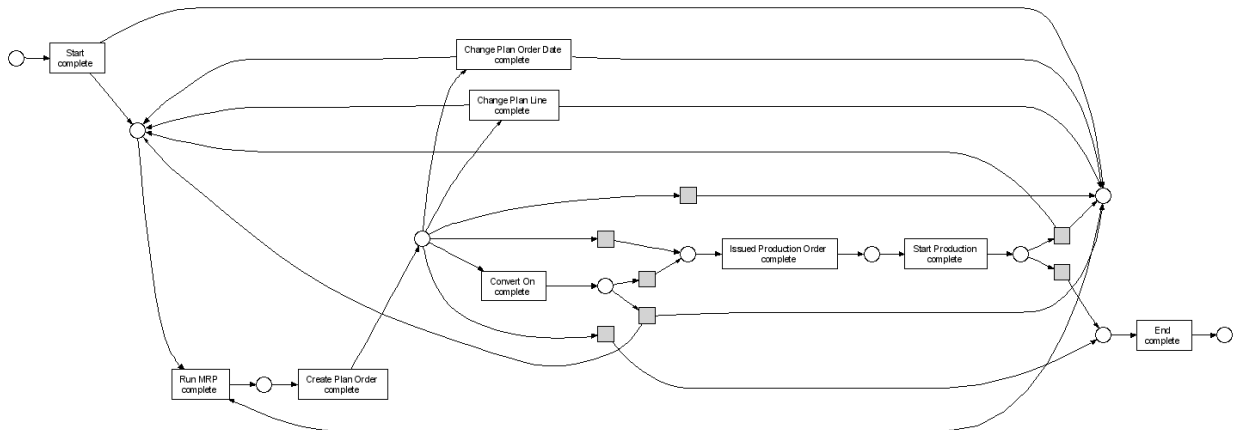 Start
complete
Change Plan Order Date
complete
Change Plan Line
complete
Issued Production Order
complete
Start Production
complete
Convert On
complete
End
complete
Run MRP
complete
Create Plan Order
complete